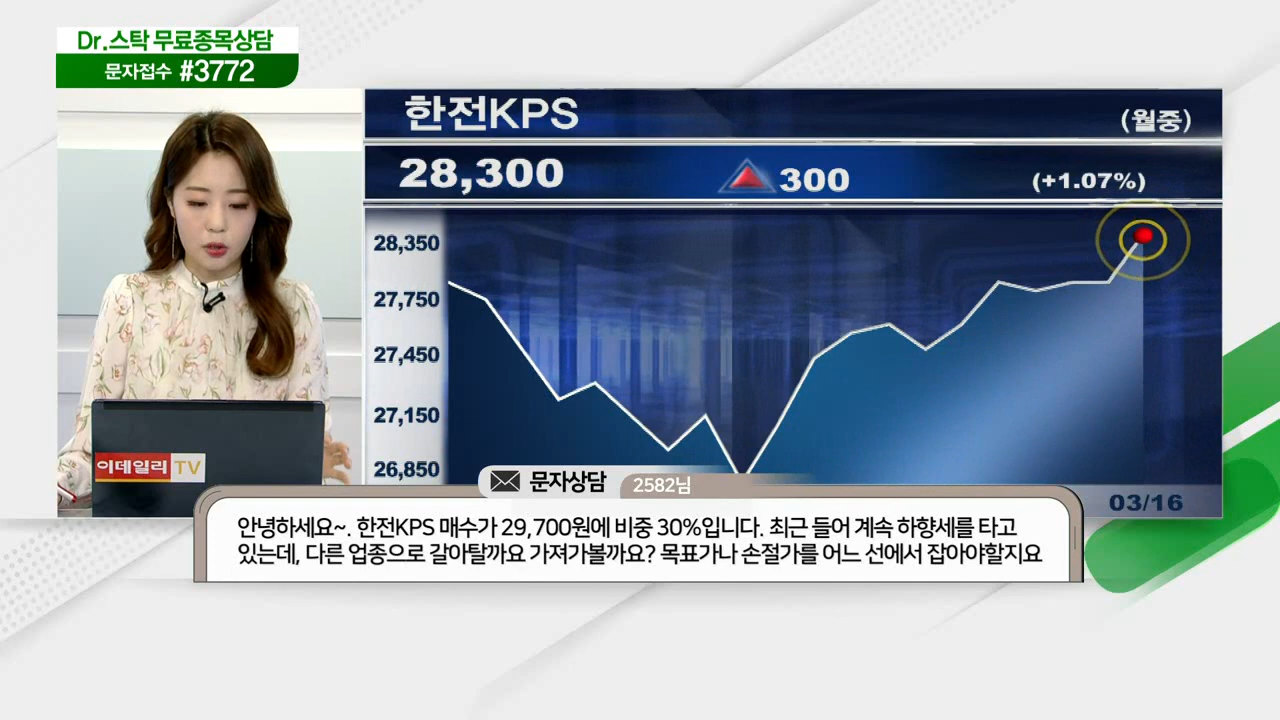 Dr.스탁 무료종목상담
문자접수 #3772
한전KPS
(월중)
28,300
300
(+1.07%)
28,350
27,750
27,450
27,150
26,850
03/16
이데일리 TV
문자상담
2582님
안녕하세요~. 한전KPS 매수가 29,700원에 비중 30%입니다. 최근 들어 계속 하향세를 타고
있는데, 다른 업종으로 갈아탈까요 가져가볼까요? 목표가나 손절가를 어느 선에서 잡아야할지요